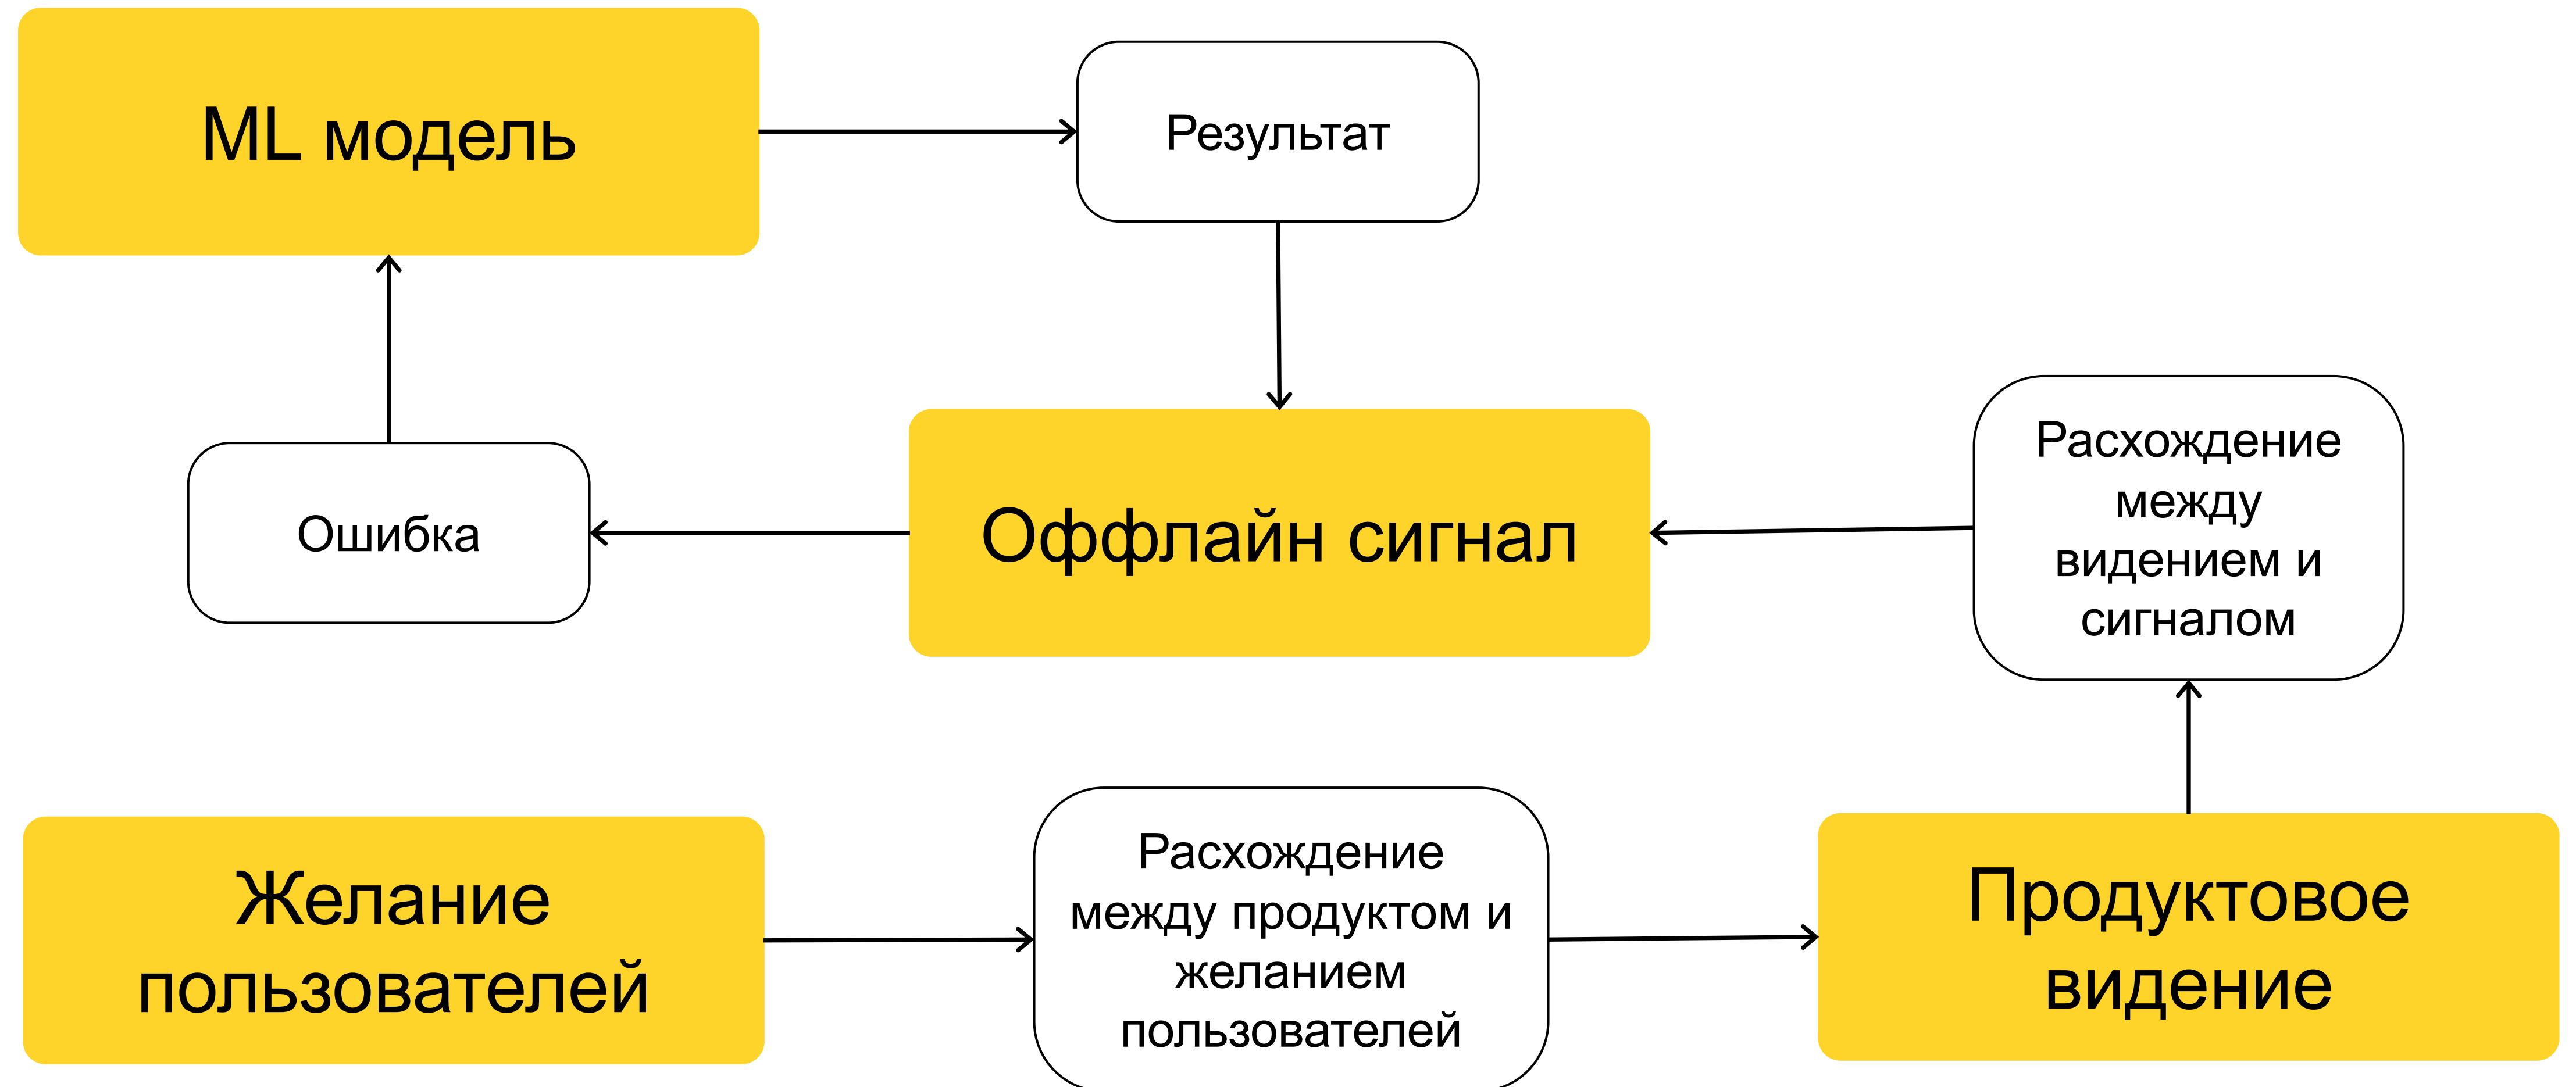 ML модель
Результат
Ошибка
Оффлайн сигнал
Расхождение
между
видением и
сигналом
Желание
пользователей
Расхождение
между продуктом и
желанием
пользователей
Продуктовое
видение